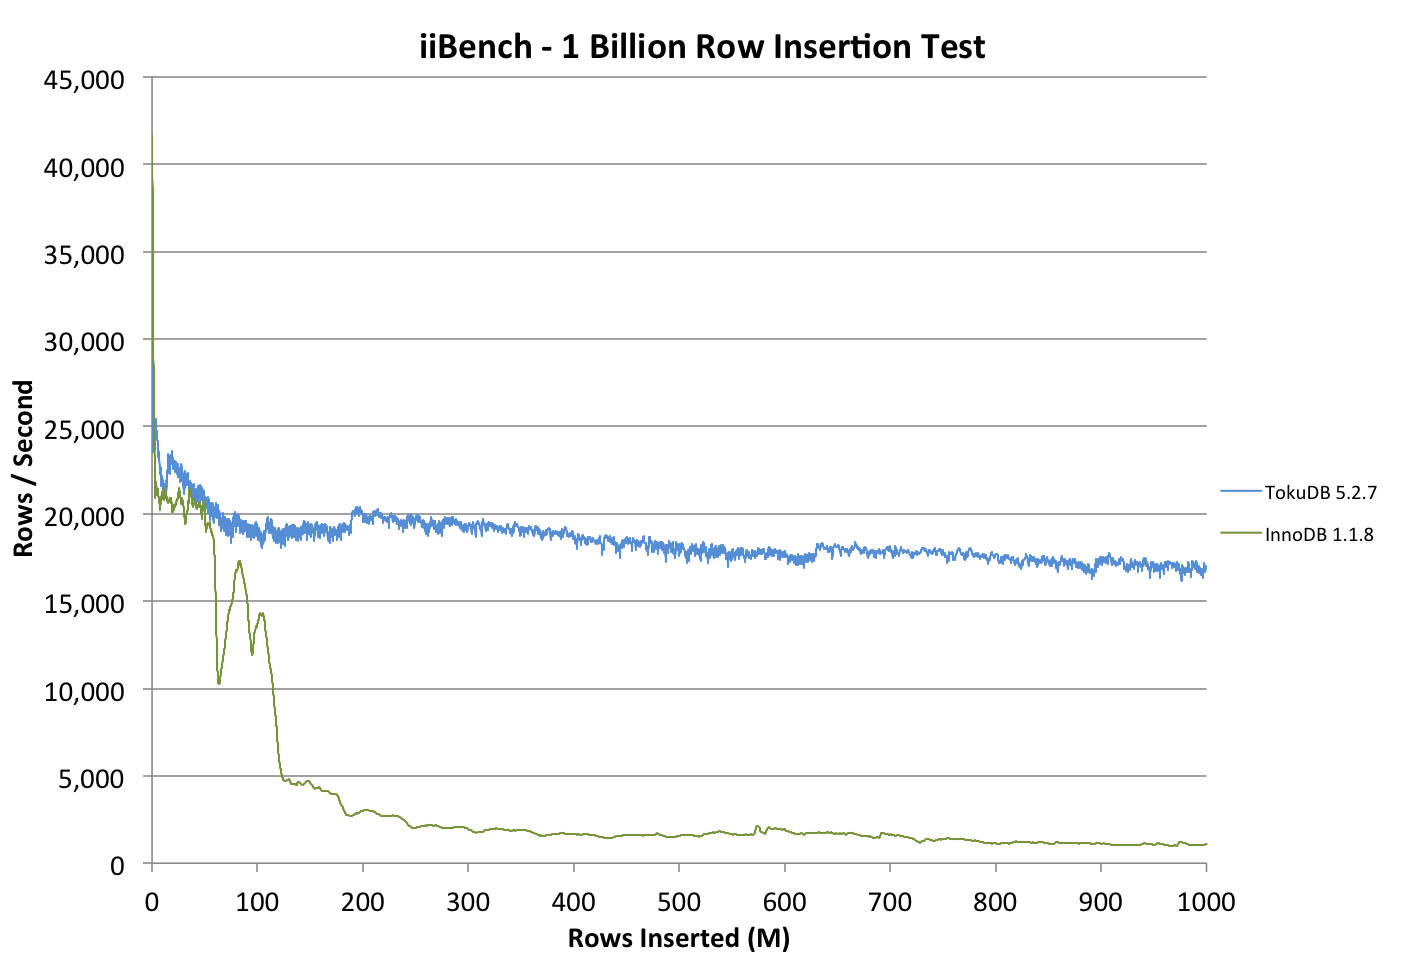 iiBench - 1 Billion Row Insertion Test
45,000
40,000
35,000
30,000
25,000
20,000
15,000
10,000
5,000
0
Rows / Second
TokuDB 5.2.7
InnoDB 1.1.8
0 100 200 300 400 500 600 700 800 900 1000
Rows Inserted (M)